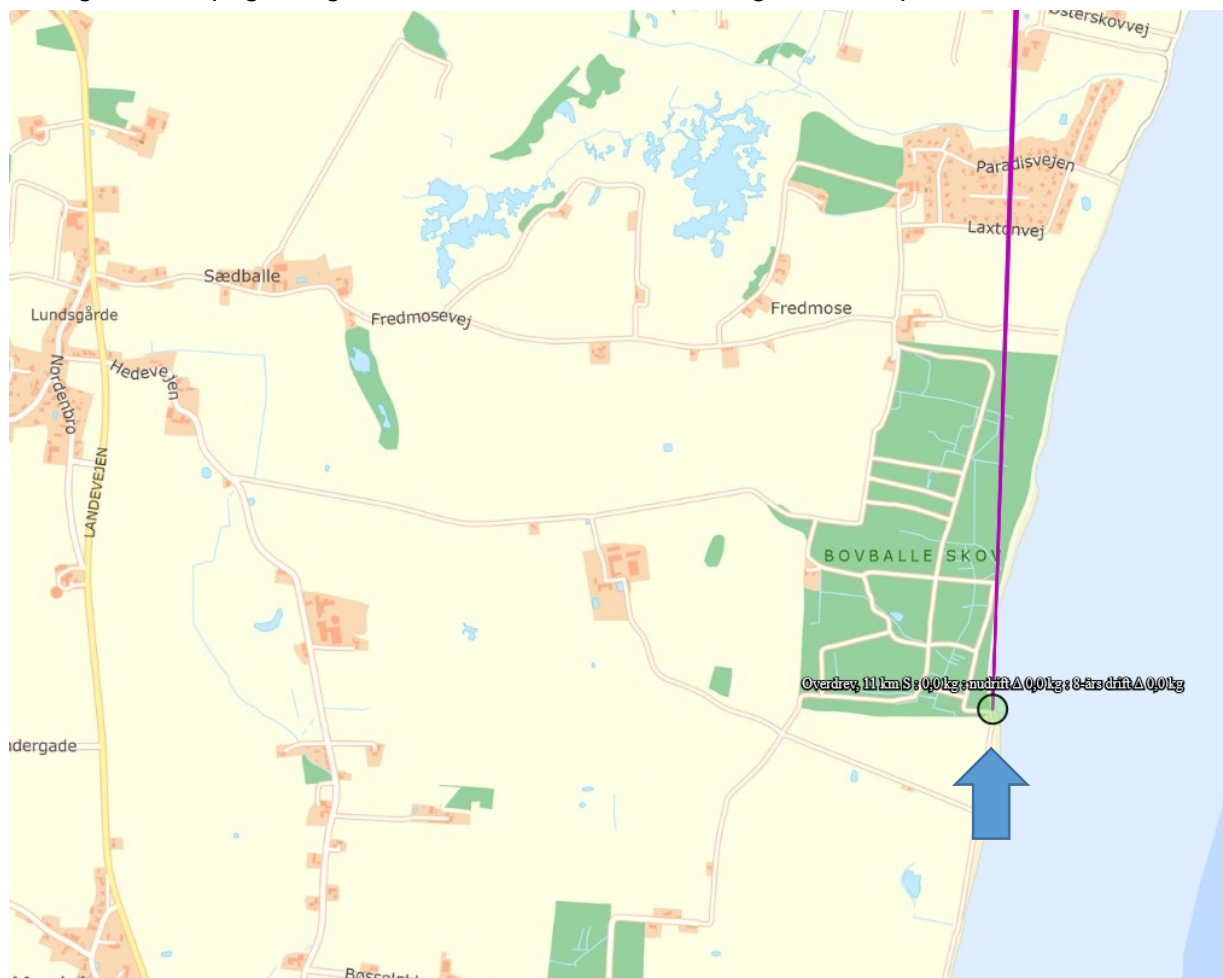 Østerskovvej
Paradisvejen
Laxtonvej
Sædballe
Lundsgårde
Fredmosevej
Fredmose
Hedevejen
Nordenbro
LANDEVEJEN
BOVBALLE SKOV
Overdrev, 11 km S : 0,0 kg : nudrift Δ 0,0 kg : 8-års drift Δ 0,0 kg